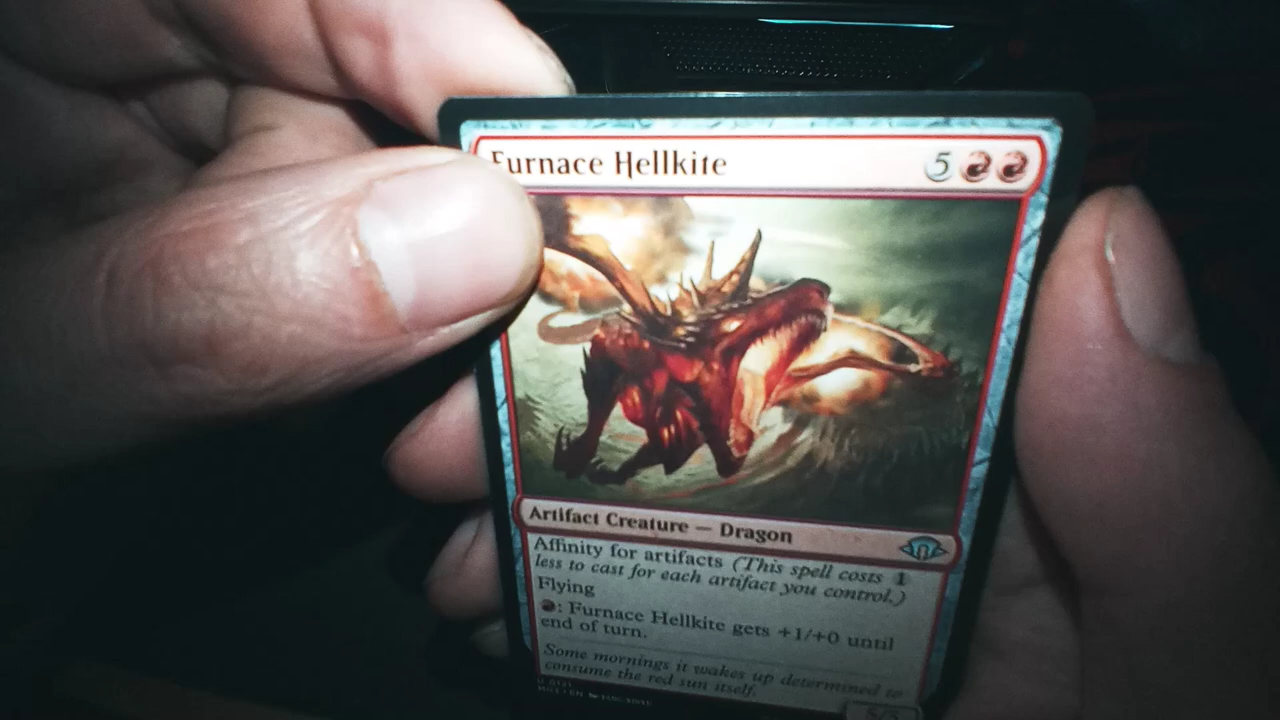 Furnace Hellkite 5
Artifact Creature — Dragon
Affinity for artifacts (This spell costs 1
less to cast for each artifact you control.)
Flying
: Furnace Hellkite gets +1/+0 until
end of turn.
Some mornings it wakes up determined to
consume the red sun itself.